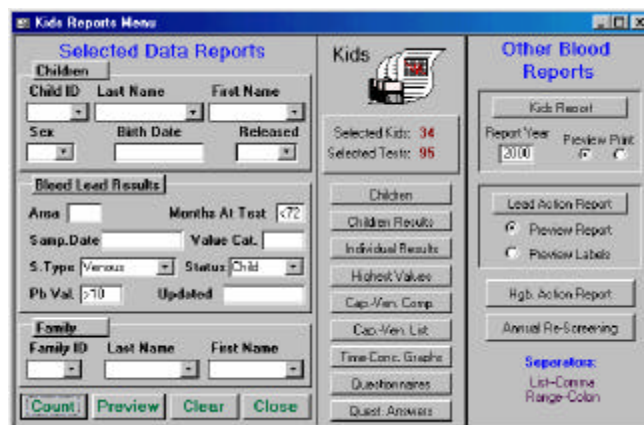 Kids Reports Menu
Selected Data Reports
Children
Child ID Last Name First Name
Sex Birth Date Released
Blood Lead Results
Area Months At Test <72
Samp.Date Value Cat.
S.Type Venous Status Child
Pb Val. >10 Updated
Family
Family ID Last Name First Name
Count Preview Clear Close
Kids
Selected Kids: 34
Selected Tests: 95
Children
Children Results
Individual Results
Highest Values
Cap.-Ven. Comp.
Cap.-Ven. List
Time-Conc. Graphs
Questionnaires
Quest. Answers
Other Blood
Reports
Kids Report
Report Year Preview Print
2000
Lead Action Report
Preview Report
Preview Labels
Hgb. Action Report
Annual Re-Screening
Separators:
List-Comma
Range-Colon